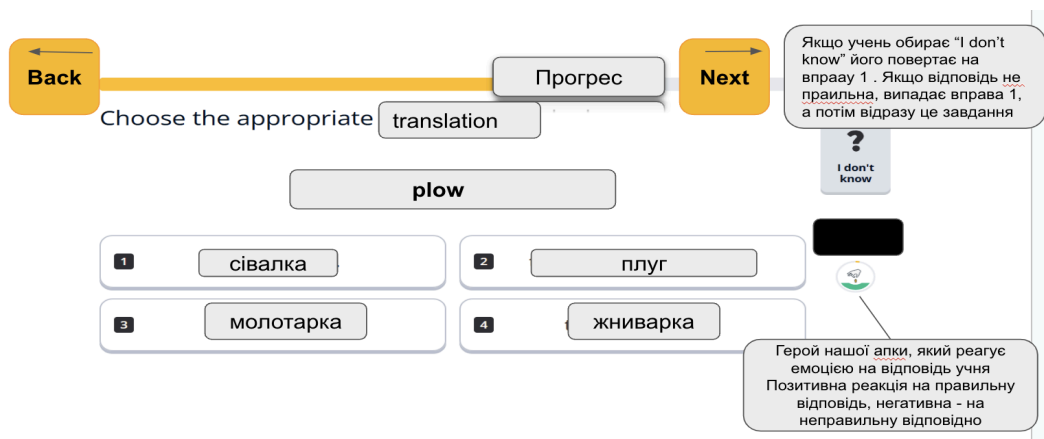 Back
Прогрес
Next
Якщо учень обирає “I don’t
know” його повертає на
впрааy 1 . Якщо відповідь не
праильна, випадає вправа 1,
а потім відразу це завдання
Choose the appropriate translation
?
I don't
know
plow
1 сівалка
2 плуг
3 молотарка
4 жниварка
Герой нашої апки, який реагує
емоцією на відповідь учня
Позитивна реакція на правильну
відповідь, негативна - на
неправильну відповідно